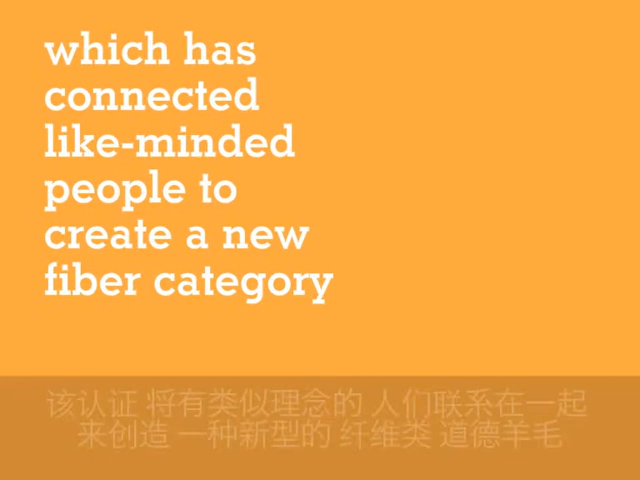 which has
connected
like-minded
people to
create a new
fiber category
该认证 将有类似理念的 人们联系在一起
来创造 一种新型的 纤维类 道德羊毛